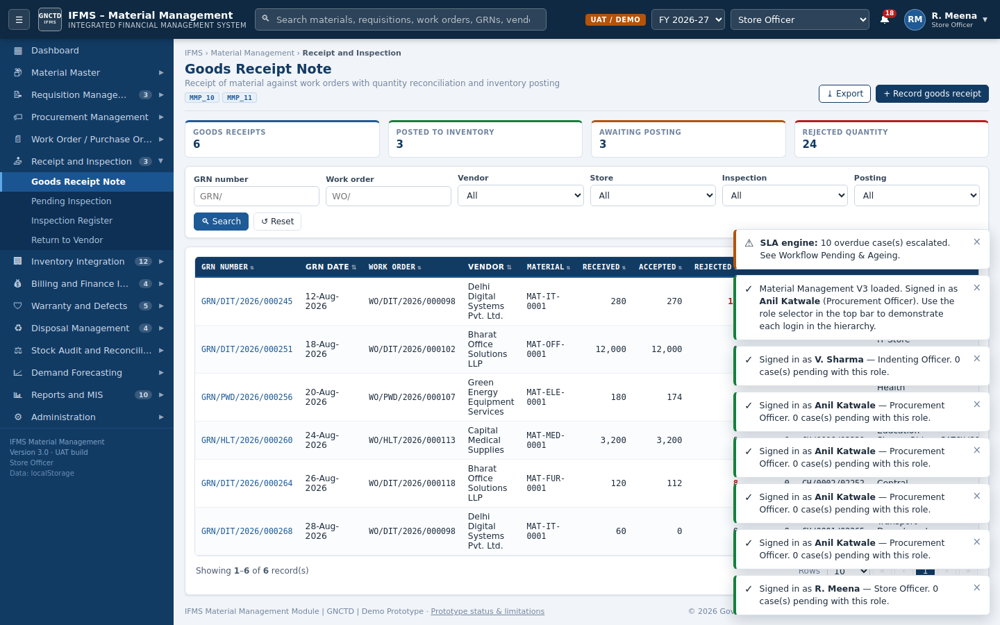 ☰
GNCTD
IFMS
IFMS – Material Management
INTEGRATED FINANCIAL MANAGEMENT SYSTEM
Search materials, requisitions, work orders, GRNs, vend
UAT / DEMO
FY 2026-27
Store Officer
18
RM
R. Meena
Store Officer
Dashboard
Material Master
Requisition Manage… 3
Procurement Management
Work Order / Purchase Or…
Receipt and Inspection 3
Goods Receipt Note
Pending Inspection
Inspection Register
Return to Vendor
Inventory Integration 12
Billing and Finance I… 4
Warranty and Defects 5
Disposal Management 4
Stock Audit and Reconcili…
Demand Forecasting
Reports and MIS 10
Administration
IFMS Material Management
Version 3.0 · UAT build
Store Officer
Data: localStorage
IFMS › Material Management › Receipt and Inspection
Goods Receipt Note
Receipt of material against work orders with quantity reconciliation and inventory posting
MMP_10 MMP_11
⤓ Export
+ Record goods receipt
GOODS RECEIPTS
6
POSTED TO INVENTORY
3
AWAITING POSTING
3
REJECTED QUANTITY
24
GRN number
GRN/
Work order
WO/
Vendor
All
Store
All
Inspection
All
Posting
All
Search
↺ Reset
GRN NUMBER GRN DATE WORK ORDER VENDOR MATERIAL RECEIVED ACCEPTED REJECTED
GRN/DIT/2026/000245 12-Aug-2026 WO/DIT/2026/000098 Delhi Digital Systems Pvt. Ltd. MAT-IT-0001 280 270 1
GRN/DIT/2026/000251 18-Aug-2026 WO/DIT/2026/000102 Bharat Office Solutions LLP MAT-OFF-0001 12,000 12,000
GRN/PWD/2026/000256 20-Aug-2026 WO/PWD/2026/000107 Green Energy Equipment Services MAT-ELE-0001 180 174
Health
GRN/HLT/2026/000260 24-Aug-2026 WO/HLT/2026/000113 Capital Medical Supplies MAT-MED-0001 3,200 3,200
GRN/DIT/2026/000264 26-Aug-2026 WO/DIT/2026/000118 Bharat Office Solutions LLP MAT-FUR-0001 120 112 8
GRN/DIT/2026/000268 28-Aug-2026 WO/DIT/2026/000098 Delhi Digital Systems Pvt. Ltd. MAT-IT-0001 60 0
Showing 1–6 of 6 record(s)
Rows 10 1
IFMS Material Management Module | GNCTD | Demo Prototype · Prototype status & limitations
© 2026 Gov
⚠ SLA engine: 10 overdue case(s) escalated.
See Workflow Pending & Ageing.
×
✓ Material Management V3 loaded. Signed in as
Anil Katwale (Procurement Officer). Use the
role selector in the top bar to demonstrate
each login in the hierarchy.
×
✓ Signed in as V. Sharma — Indenting Officer. 0
case(s) pending with this role.
×
✓ Signed in as Anil Katwale — Procurement
Officer. 0 case(s) pending with this role.
×
✓ Signed in as Anil Katwale — Procurement
Officer. 0 case(s) pending with this role.
×
✓ Signed in as Anil Katwale — Procurement
Officer. 0 case(s) pending with this role.
×
✓ Signed in as Anil Katwale — Procurement
Officer. 0 case(s) pending with this role.
×
✓ Signed in as R. Meena — Store Officer. 0
case(s) pending with this role.
×